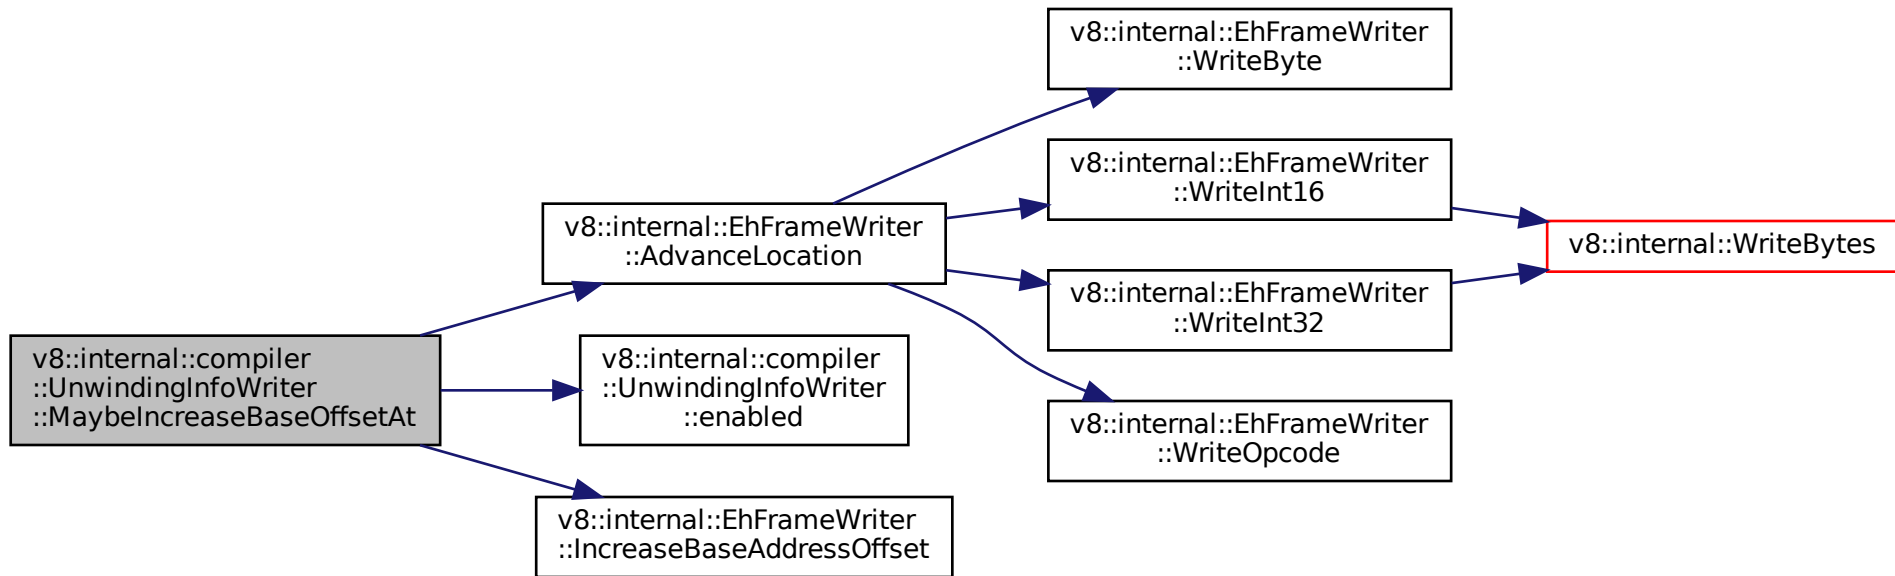 v8::internal::compiler
::UnwindingInfoWriter
::MaybeIncreaseBaseOffsetAt
v8::internal::EhFrameWriter
::AdvanceLocation
v8::internal::compiler
::UnwindingInfoWriter
::enabled
v8::internal::EhFrameWriter
::IncreaseBaseAddressOffset
v8::internal::EhFrameWriter
::WriteByte
v8::internal::EhFrameWriter
::WriteInt16
v8::internal::EhFrameWriter
::WriteInt32
v8::internal::EhFrameWriter
::WriteOpcode
v8::internal::WriteBytes